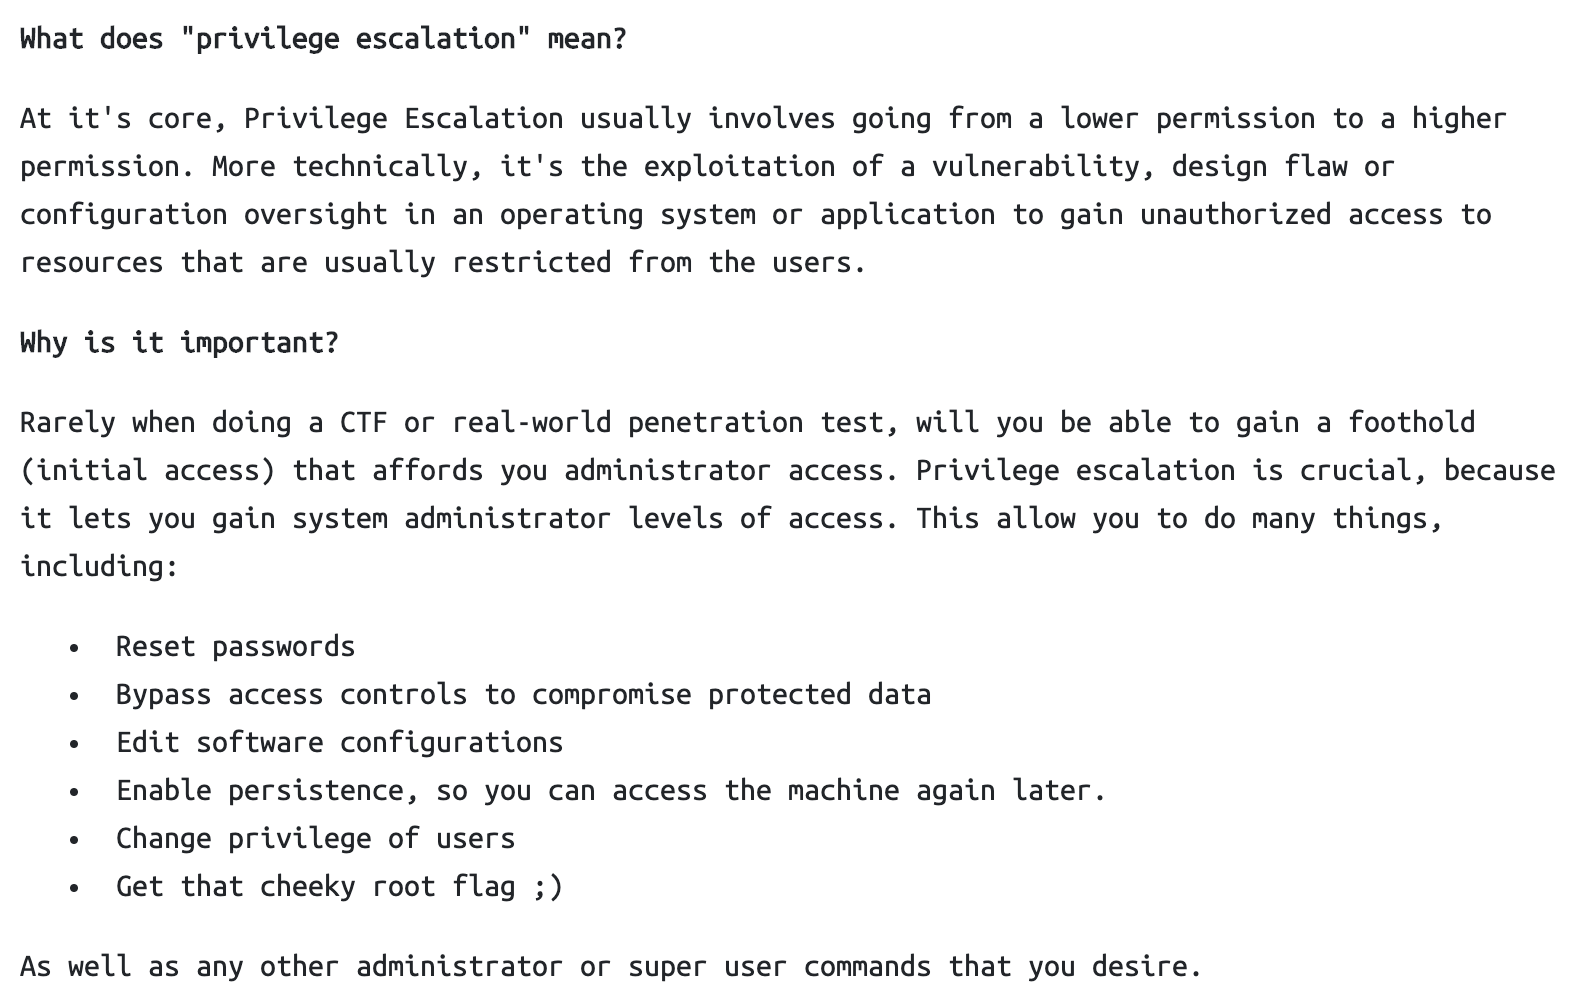 What does "privilege escalation" mean?
At it's core, Privilege Escalation usually involves going from a lower permission to a higher
permission. More technically, it's the exploitation of a vulnerability, design flaw or
configuration oversight in an operating system or application to gain unauthorized access to
resources that are usually restricted from the users.
Why is it important?
Rarely when doing a CTF or real-world penetration test, will you be able to gain a foothold
(initial access) that affords you administrator access. Privilege escalation is crucial, because
it lets you gain system administrator levels of access. This allow you to do many things,
including:
• Reset passwords
• Bypass access controls to compromise protected data
• Edit software configurations
• Enable persistence, so you can access the machine again later.
• Change privilege of users
• Get that cheeky root flag ;)
As well as any other administrator or super user commands that you desire.